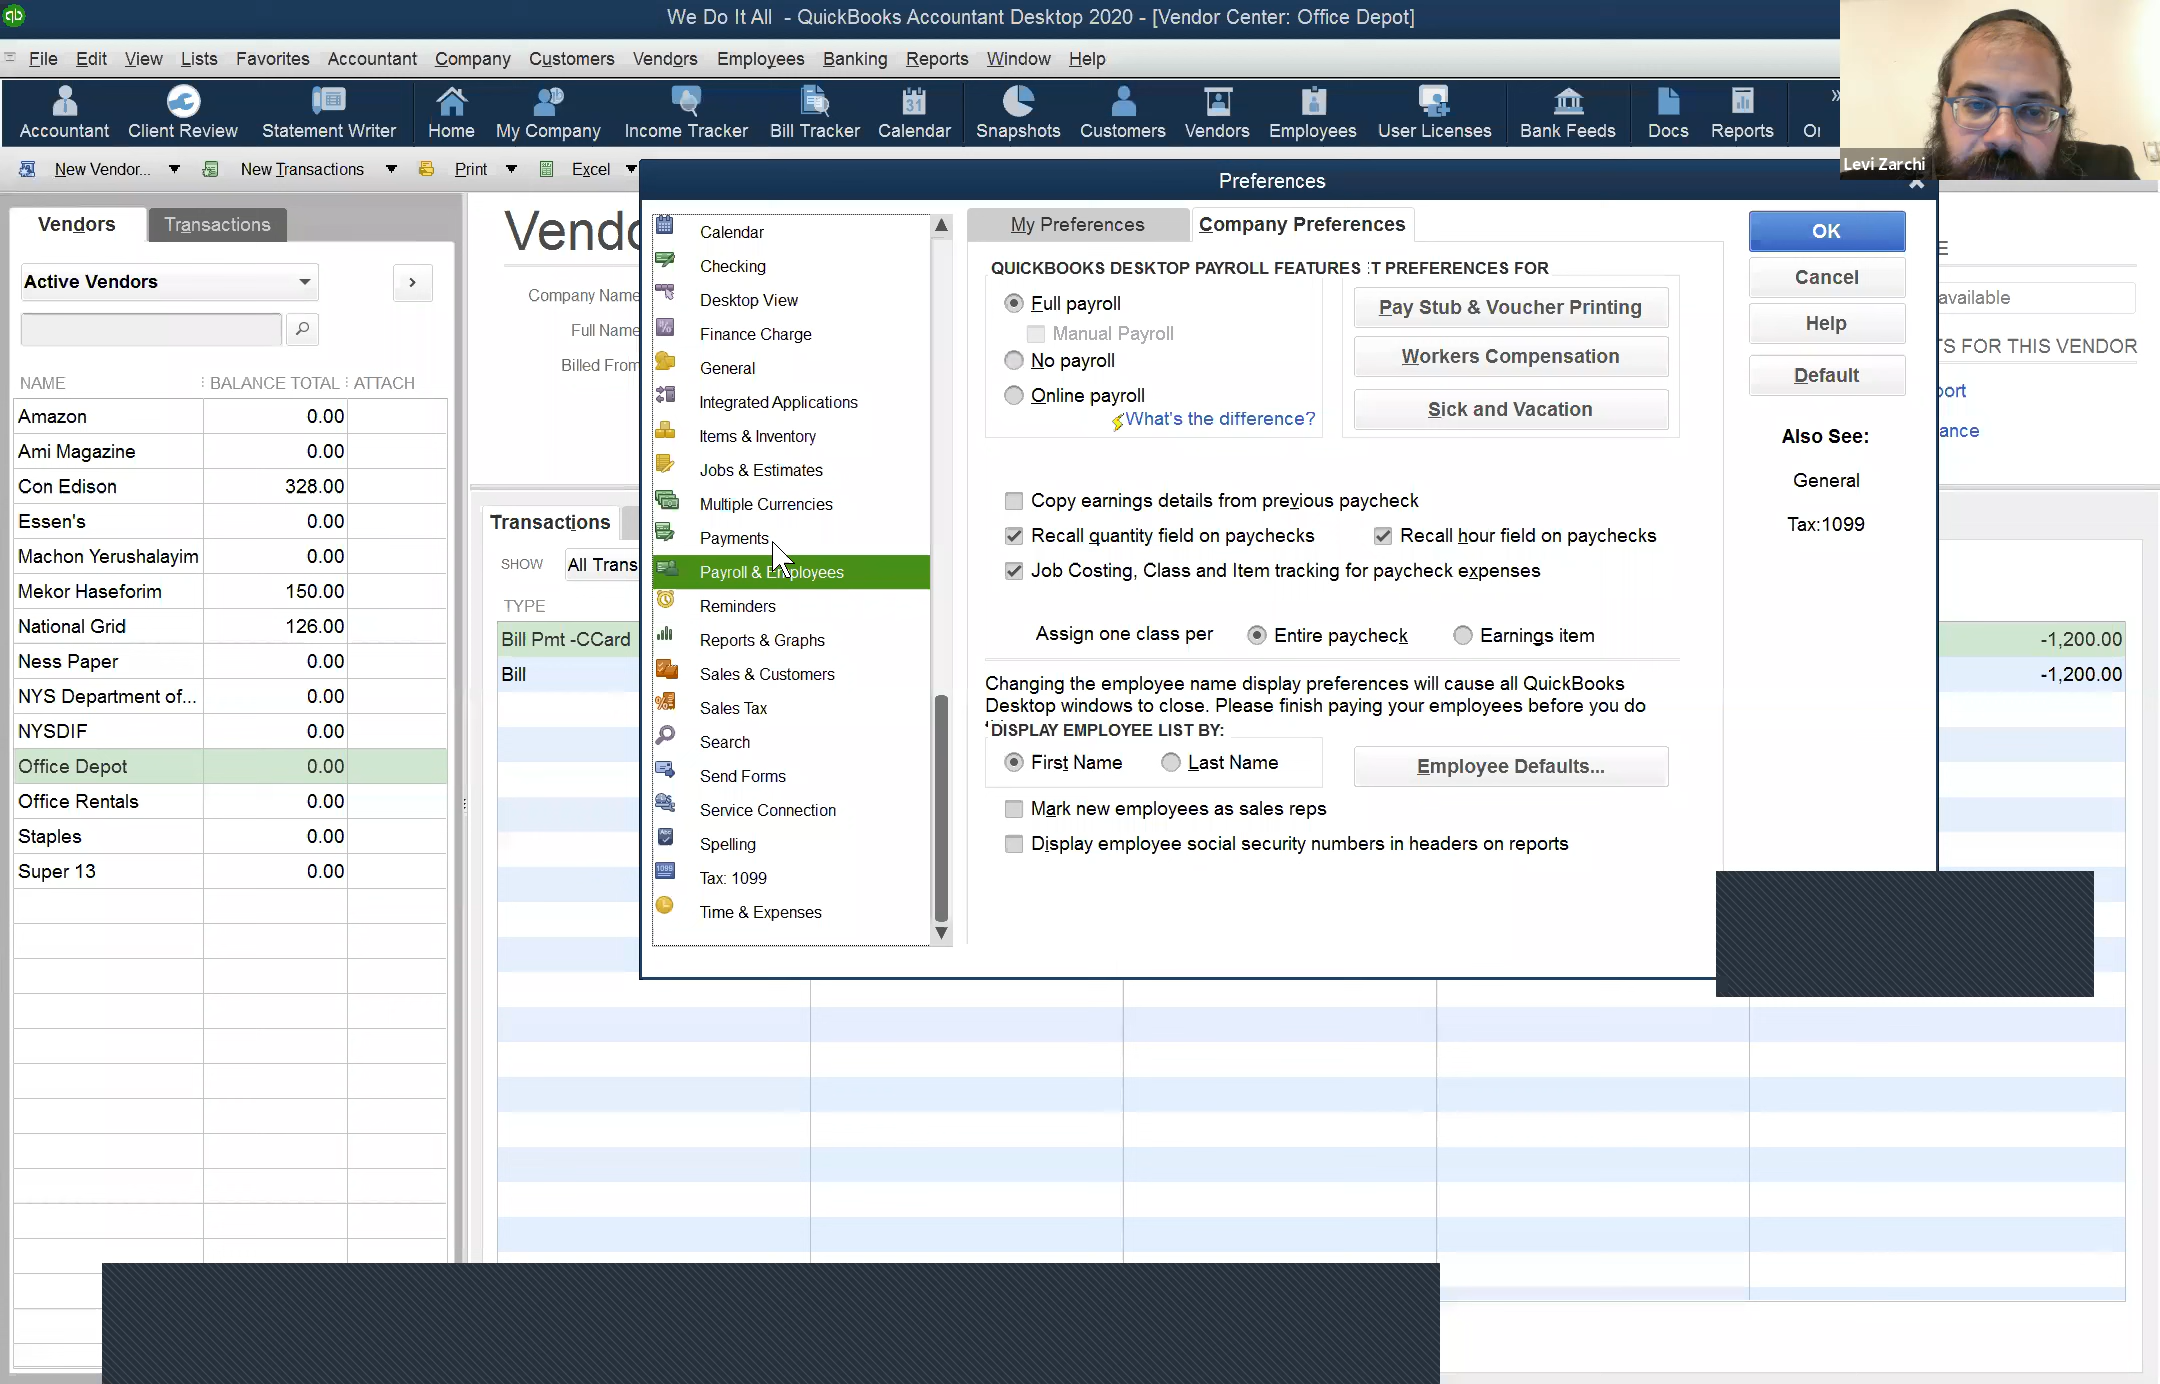 We Do It All - QuickBooks Accountant Desktop 2020 - [Vendor Center: Office Depot]
File Edit View Lists Favorites Accountant Company Customers Vendors Employees Banking Reports Window Help
Accountant Client Review Statement Writer Home My Company Income Tracker Bill Tracker Calendar Snapshots Customers Vendors Employees User Licenses Bank Feeds Docs Reports
Levi Zarchi
New Vendor... New Transactions Print Excel
Preferences
Vendors Transactions
Active Vendors
NAME BALANCE TOTAL ATTACH
Amazon 0.00
Ami Magazine 0.00
Con Edison 328.00
Essen's 0.00
Machon Yerushalayim 0.00
Mekor Haseforim 150.00
National Grid 126.00
Ness Paper 0.00
NYS Department of... 0.00
NYSDIF 0.00
Office Depot 0.00
Office Rentals 0.00
Staples 0.00
Super 13 0.00
Company Name
Full Name
Billed From
Transactions
SHOW All Trans
TYPE
Bill Pmt -CCard
Bill
Calendar
Checking
Desktop View
Finance Charge
General
Integrated Applications
Items & Inventory
Jobs & Estimates
Multiple Currencies
Payments
Payroll & Employees
Reminders
Reports & Graphs
Sales & Customers
Sales Tax
Search
Send Forms
Service Connection
Spelling
Tax: 1099
Time & Expenses
My Preferences Company Preferences
QUICKBOOKS DESKTOP PAYROLL FEATURES
T PREFERENCES FOR
Full payroll
Manual Payroll
No payroll
Online payroll
What's the difference?
Pay Stub & Voucher Printing
Workers Compensation
Sick and Vacation
Copy earnings details from previous paycheck
Recall quantity field on paychecks Recall hour field on paychecks
Job Costing, Class and Item tracking for paycheck expenses
Assign one class per Entire paycheck Earnings item
Changing the employee name display preferences will cause all QuickBooks
Desktop windows to close. Please finish paying your employees before you do
DISPLAY EMPLOYEE LIST BY:
First Name Last Name
Employee Defaults...
Mark new employees as sales reps
Display employee social security numbers in headers on reports
OK
Cancel
Help
Default
Also See:
General
Tax:1099
available
S FOR THIS VENDOR
-1,200.00
-1,200.00